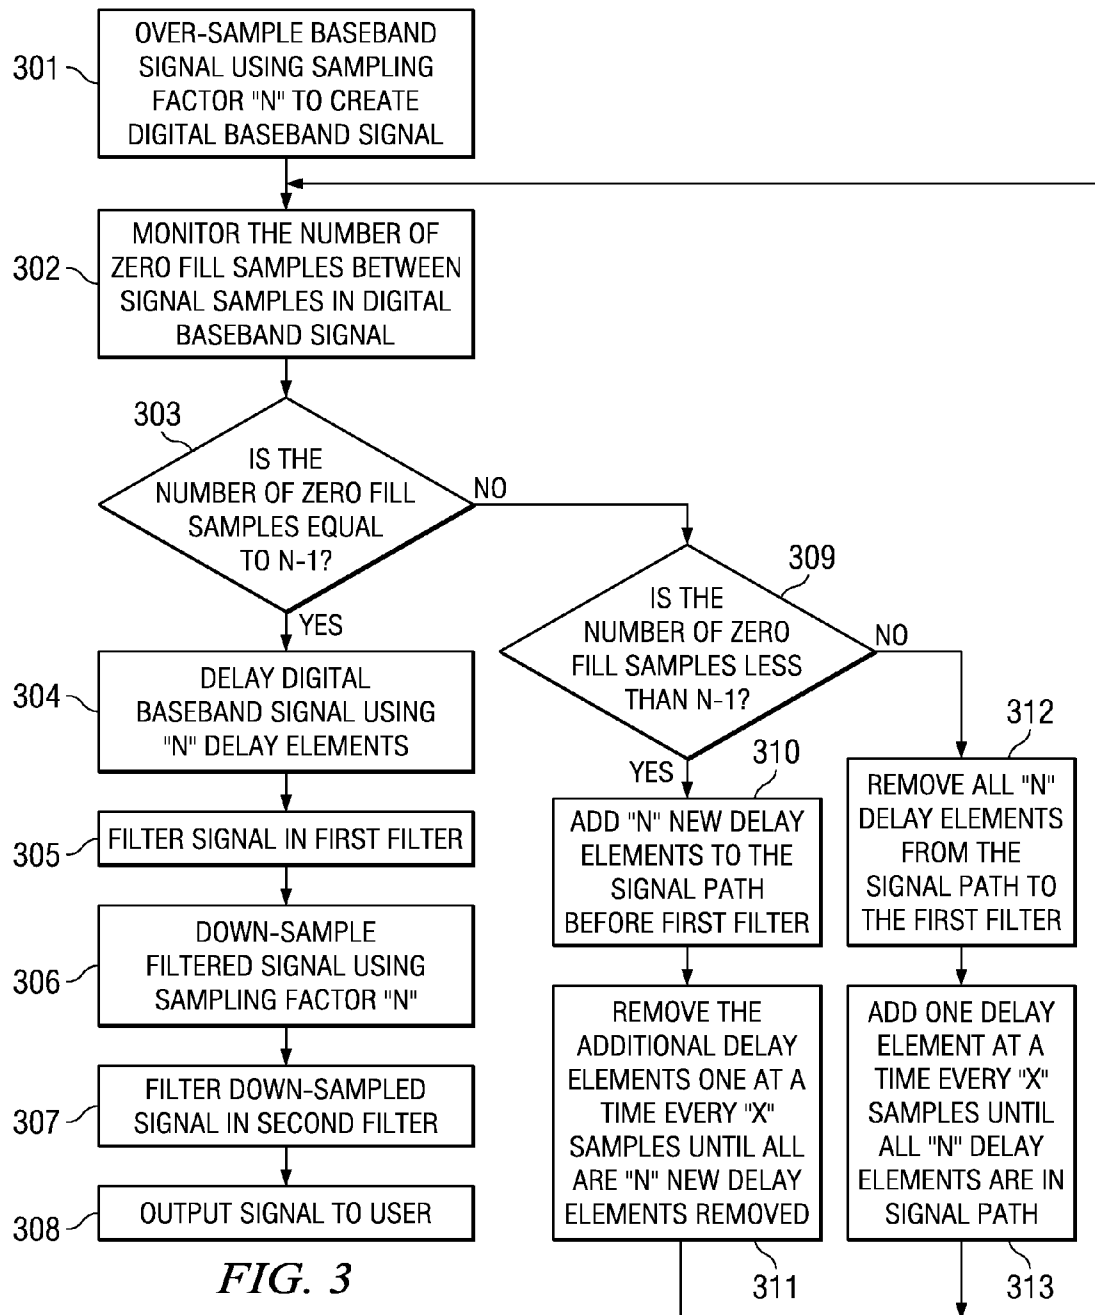 301
OVER-SAMPLE BASEBAND
SIGNAL USING SAMPLING
FACTOR "N" TO CREATE
DIGITAL BASEBAND SIGNAL
302
MONITOR THE NUMBER OF
ZERO FILL SAMPLES BETWEEN
SIGNAL SAMPLES IN DIGITAL
BASEBAND SIGNAL
303
IS THE
NUMBER OF ZERO FILL
SAMPLES EQUAL
TO N-1?
NO
YES
304
DELAY DIGITAL
BASEBAND SIGNAL USING
"N" DELAY ELEMENTS
305
FILTER SIGNAL IN FIRST FILTER
306
DOWN-SAMPLE
FILTERED SIGNAL USING
SAMPLING FACTOR "N"
307
FILTER DOWN-SAMPLED
SIGNAL IN SECOND FILTER
308
OUTPUT SIGNAL TO USER
309
IS THE
NUMBER OF ZERO
FILL SAMPLES LESS
THAN N-1?
NO
YES
310
ADD "N" NEW DELAY
ELEMENTS TO THE
SIGNAL PATH
BEFORE FIRST FILTER
REMOVE THE
ADDITIONAL DELAY
ELEMENTS ONE AT A
TIME EVERY "X"
SAMPLES UNTIL ALL
ARE "N" NEW DELAY
ELEMENTS REMOVED
311
312
REMOVE ALL "N"
DELAY ELEMENTS
FROM THE
SIGNAL PATH TO
THE FIRST FILTER
ADD ONE DELAY
ELEMENT AT A
TIME EVERY "X"
SAMPLES UNTIL
ALL "N" DELAY
ELEMENTS ARE IN
SIGNAL PATH
313
FIG. 3